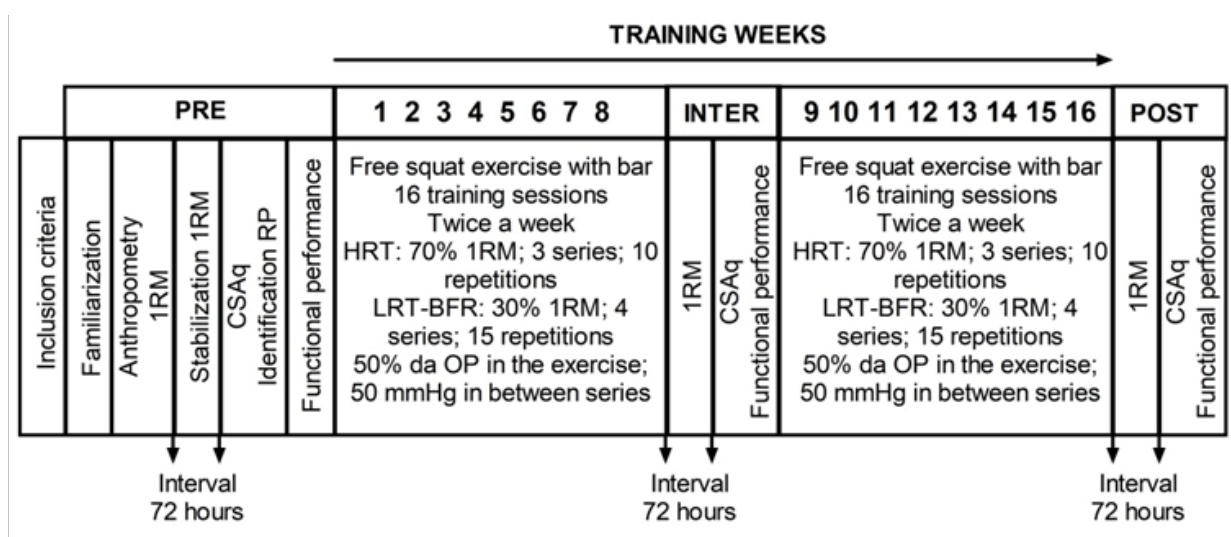 TRAINING WEEKS
PRE
1 2 3 4 5 6 7 8
INTER
9 10 11 12 13 14 15 16
POST
Inclusion criteria
Familiarization
Anthropometry
1RM
Stabilization 1RM
CSAq
Identification RP
Functional performance
Free squat exercise with bar
16 training sessions
Twice a week
HRT: 70% 1RM; 3 series; 10
repetitions
LRT-BFR: 30% 1RM; 4
series; 15 repetitions
50% da OP in the exercise;
50 mmHg in between series
1RM
CSAq
Functional performance
Free squat exercise with bar
16 training sessions
Twice a week
HRT: 70% 1RM; 3 series; 10
repetitions
LRT-BFR: 30% 1RM; 4
series; 15 repetitions
50% da OP in the exercise;
50 mmHg in between series
1RM
CSAq
Functional performance
Interval
72 hours
Interval
72 hours
Interval
72 hours